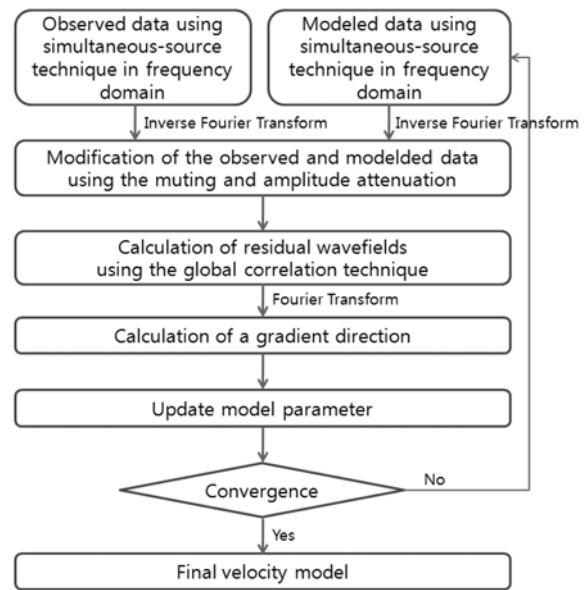 Observed data using
simultaneous-source
technique in frequency
domain
Modeled data using
simultaneous-source
technique in frequency
domain
Inverse Fourier Transform
Inverse Fourier Transform
Modification of the observed and modelded data
using the muting and amplitude attenuation
Calculation of residual wavefields
using the global correlation technique
Fourier Transform
Calculation of a gradient direction
Update model parameter
Convergence
No
Yes
Final velocity model